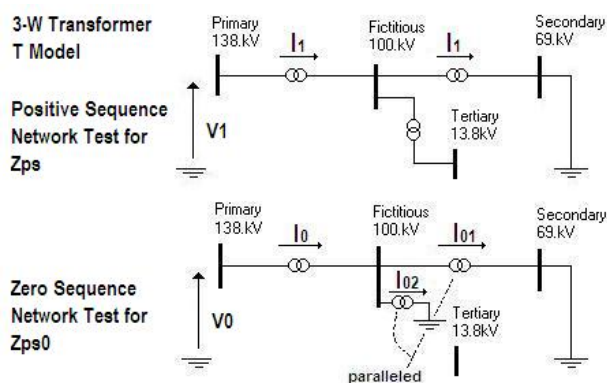 3-W Transformer
T Model
Positive Sequence
Network Test for
Zps
Primary
138.kV
I1
Fictitious
100.kV
I1
Secondary
69.kV
V1
Tertiary
13.8kV
Zero Sequence
Network Test for
Zps0
Primary
138.kV
I0
Fictitious
100.kV
I01
Secondary
69.kV
V0
I02
Tertiary
13.8kV
paralleled